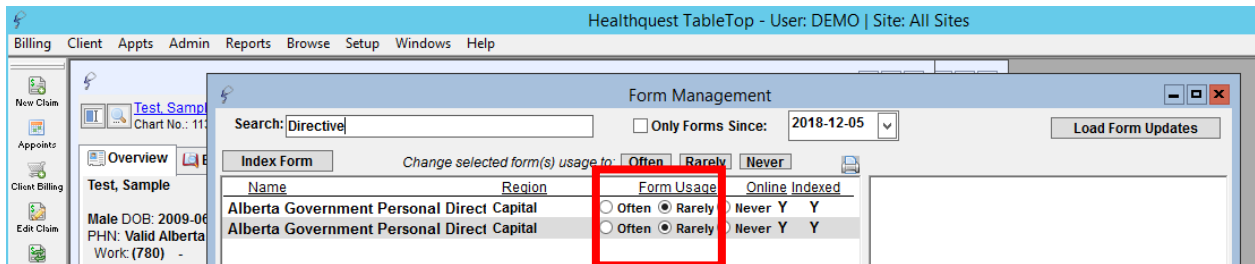 Healthquest TableTop - User: DEMO | Site: All Sites
Billing Client Appts Admin Reports Browse Setup Windows Help
New Claim
Appoints
Client Billing
Edit Claim
Test, Sampl
Chart No.: 113
Overview
Test, Sample
Male DOB: 2009-06
PHN: Valid Alberta
Work: (780) -
Form Management
Search: Directive
Only Forms Since: 2018-12-05
Load Form Updates
Index Form Change selected form(s) usage to: Often Rarely Never
Name Region Form Usage Online Indexed
Alberta Government Personal Direct Capital Often Rarely Never Y Y
Alberta Government Personal Direct Capital Often Rarely Never Y Y